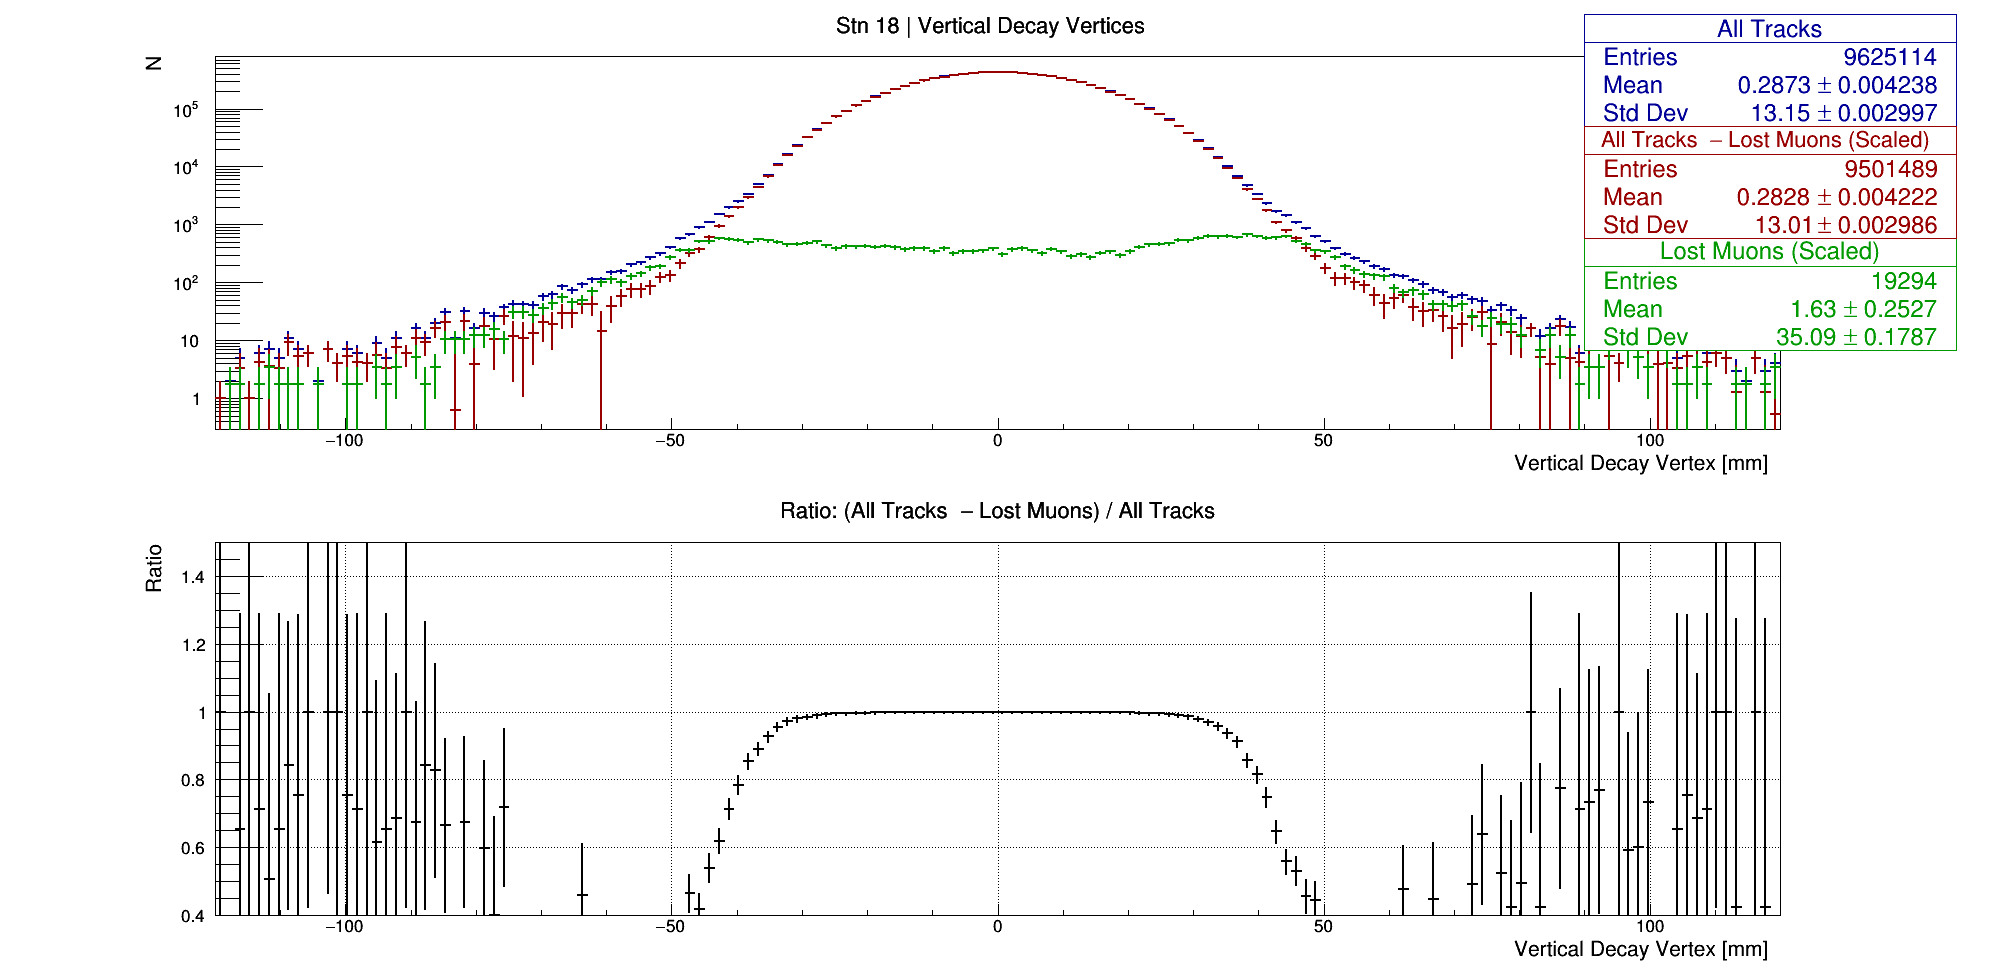 Stn 18 | Vertical Decay Vertices
N
10⁵
10⁴
10³
10²
10
1
−100
−50
0
50
100
Vertical Decay Vertex [mm]
All Tracks
Entries 9625114
Mean 0.2873 ± 0.004238
Std Dev 13.15 ± 0.002997
All Tracks − Lost Muons (Scaled)
Entries 9501489
Mean 0.2828 ± 0.004222
Std Dev 13.01 ± 0.002986
Lost Muons (Scaled)
Entries 19294
Mean 1.63 ± 0.2527
Std Dev 35.09 ± 0.1787
Ratio: (All Tracks − Lost Muons) / All Tracks
Ratio
1.4
1.2
1
0.8
0.6
0.4
−100
−50
0
50
100
Vertical Decay Vertex [mm]